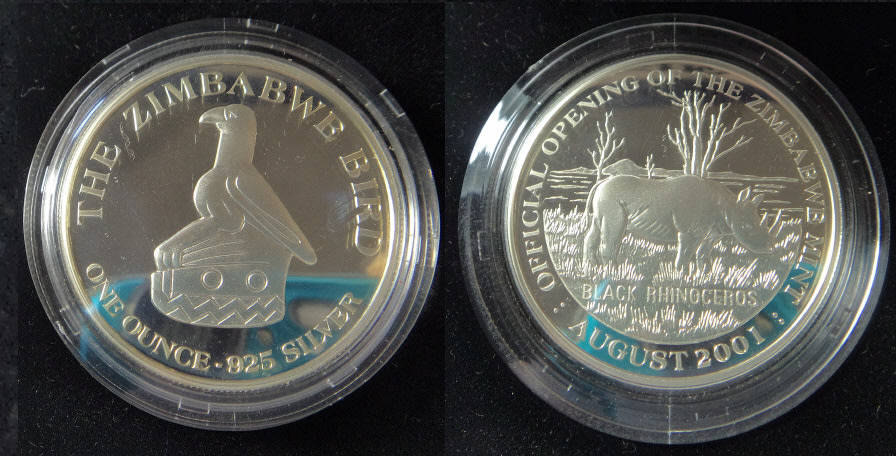 THE ZIMBABWE BIRD
ONE OUNCE · 925 SILVER
OFFICIAL OPENING OF THE ZIMBABWE MINT
BLACK RHINOCEROS
: AUGUST 2001 :